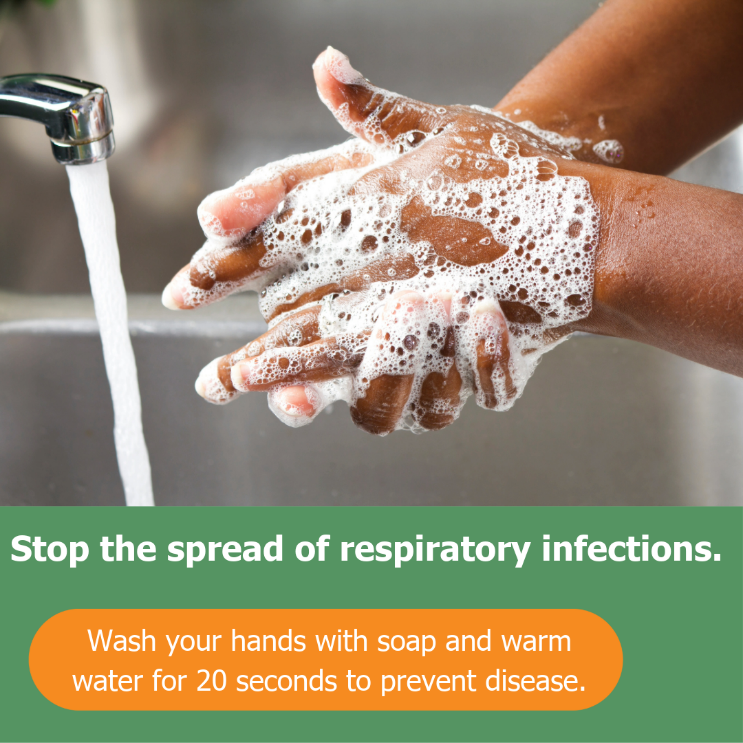 Stop the spread of respiratory infections.
Wash your hands with soap and warm
water for 20 seconds to prevent disease.